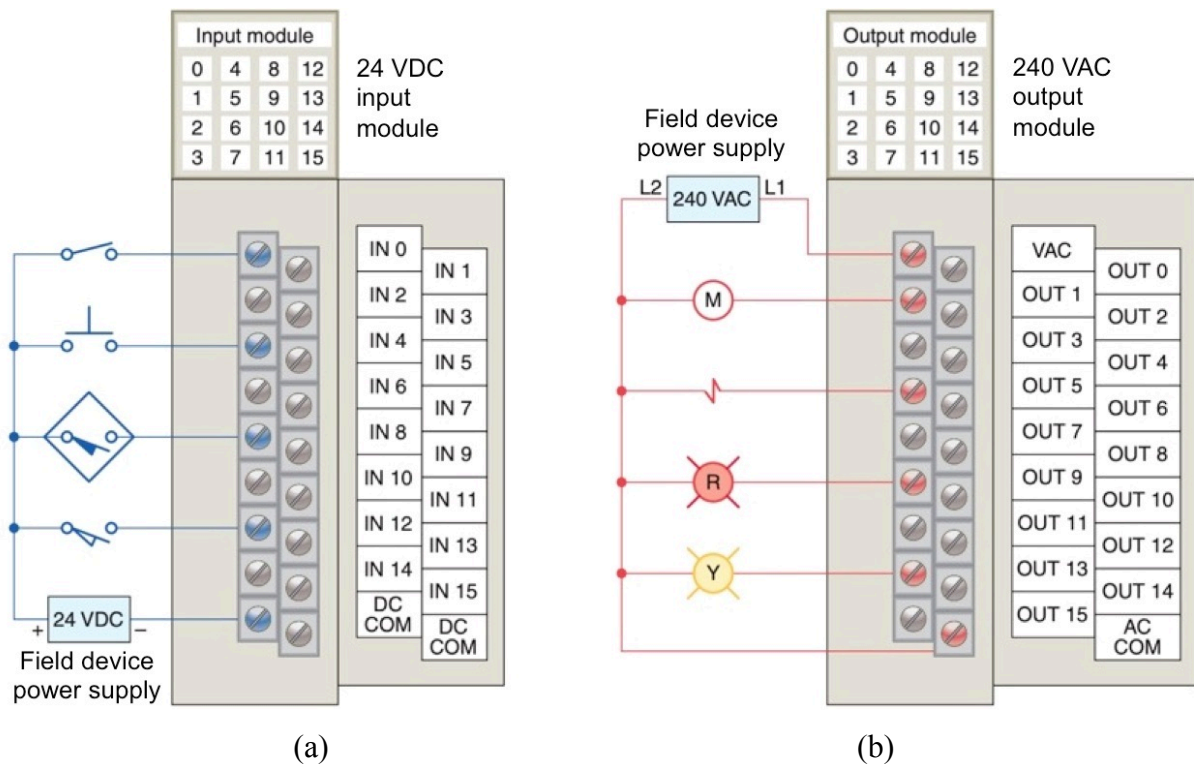 Input module
0 4 8 12
1 5 9 13
2 6 10 14
3 7 11 15
24 VDC
input
module
IN 0
IN 1
IN 2
IN 3
IN 4
IN 5
IN 6
IN 7
IN 8
IN 9
IN 10
IN 11
IN 12
IN 13
IN 14
IN 15
DC
COM
DC
COM
+ 24 VDC −
Field device
power supply
(a)
Output module
0 4 8 12
1 5 9 13
2 6 10 14
3 7 11 15
240 VAC
output
module
Field device
power supply
L2 240 VAC L1
M
R
Y
VAC
OUT 0
OUT 1
OUT 2
OUT 3
OUT 4
OUT 5
OUT 6
OUT 7
OUT 8
OUT 9
OUT 10
OUT 11
OUT 12
OUT 13
OUT 14
OUT 15
AC
COM
(b)